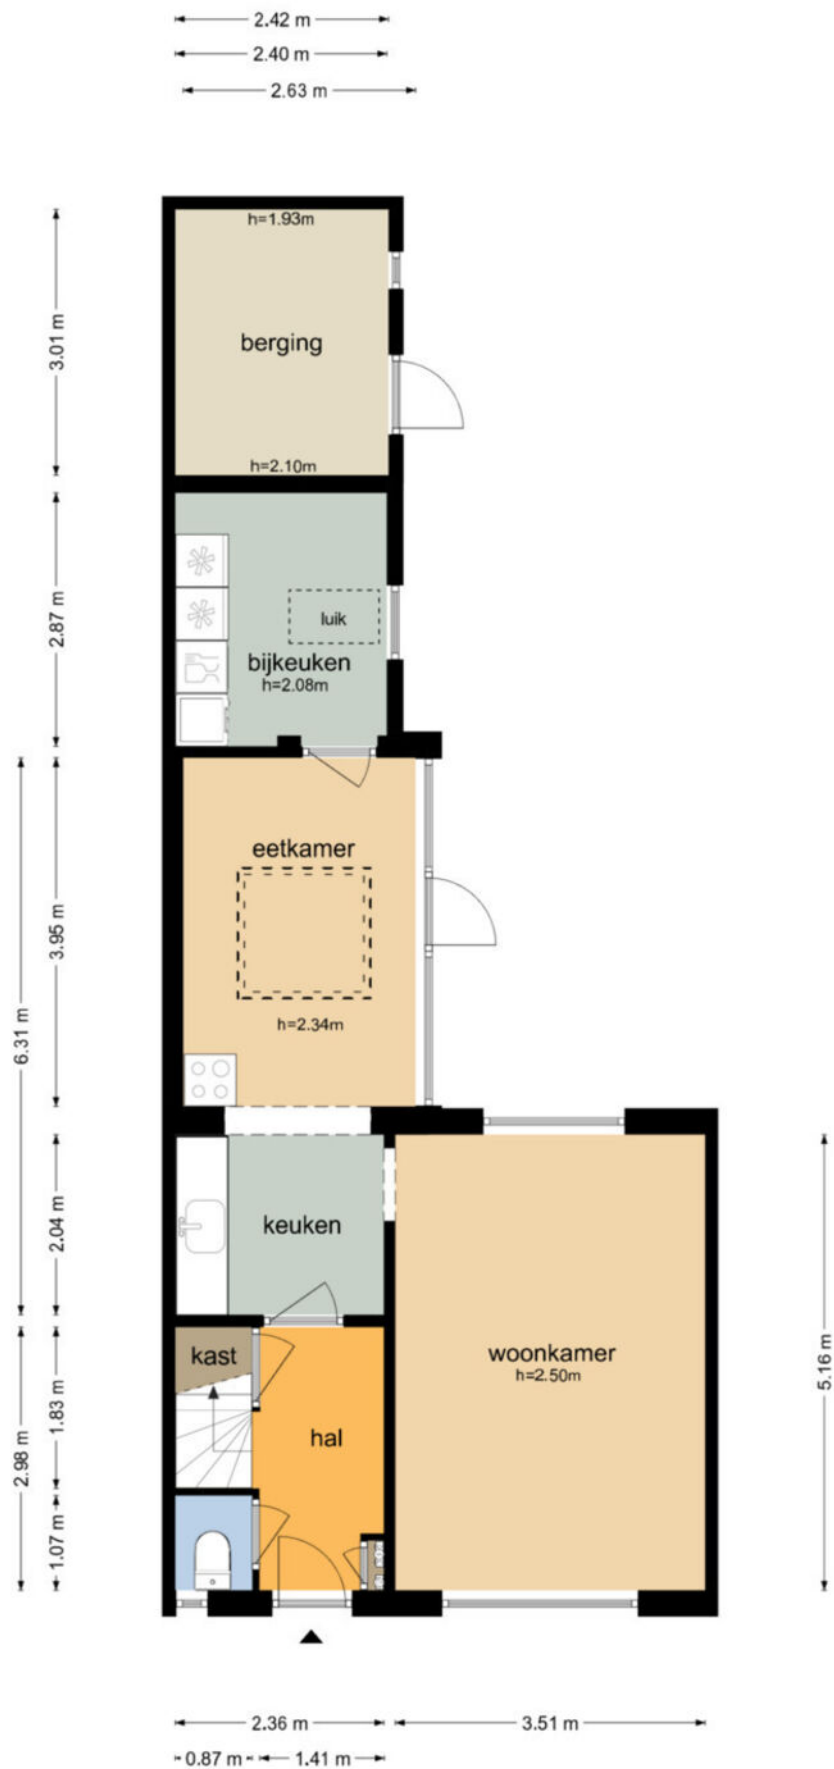 2.42 m
2.40 m
2.63 m
h=1.93m
3.01 m
berging
h=2.10m
2.87 m
luik
bijkeuken
h=2.08m
eetkamer
3.95 m
6.31 m
h=2.34m
2.04 m
keuken
kast
woonkamer
h=2.50m
5.16 m
1.83 m
hal
2.98 m
1.07 m
2.36 m
3.51 m
0.87 m
1.41 m